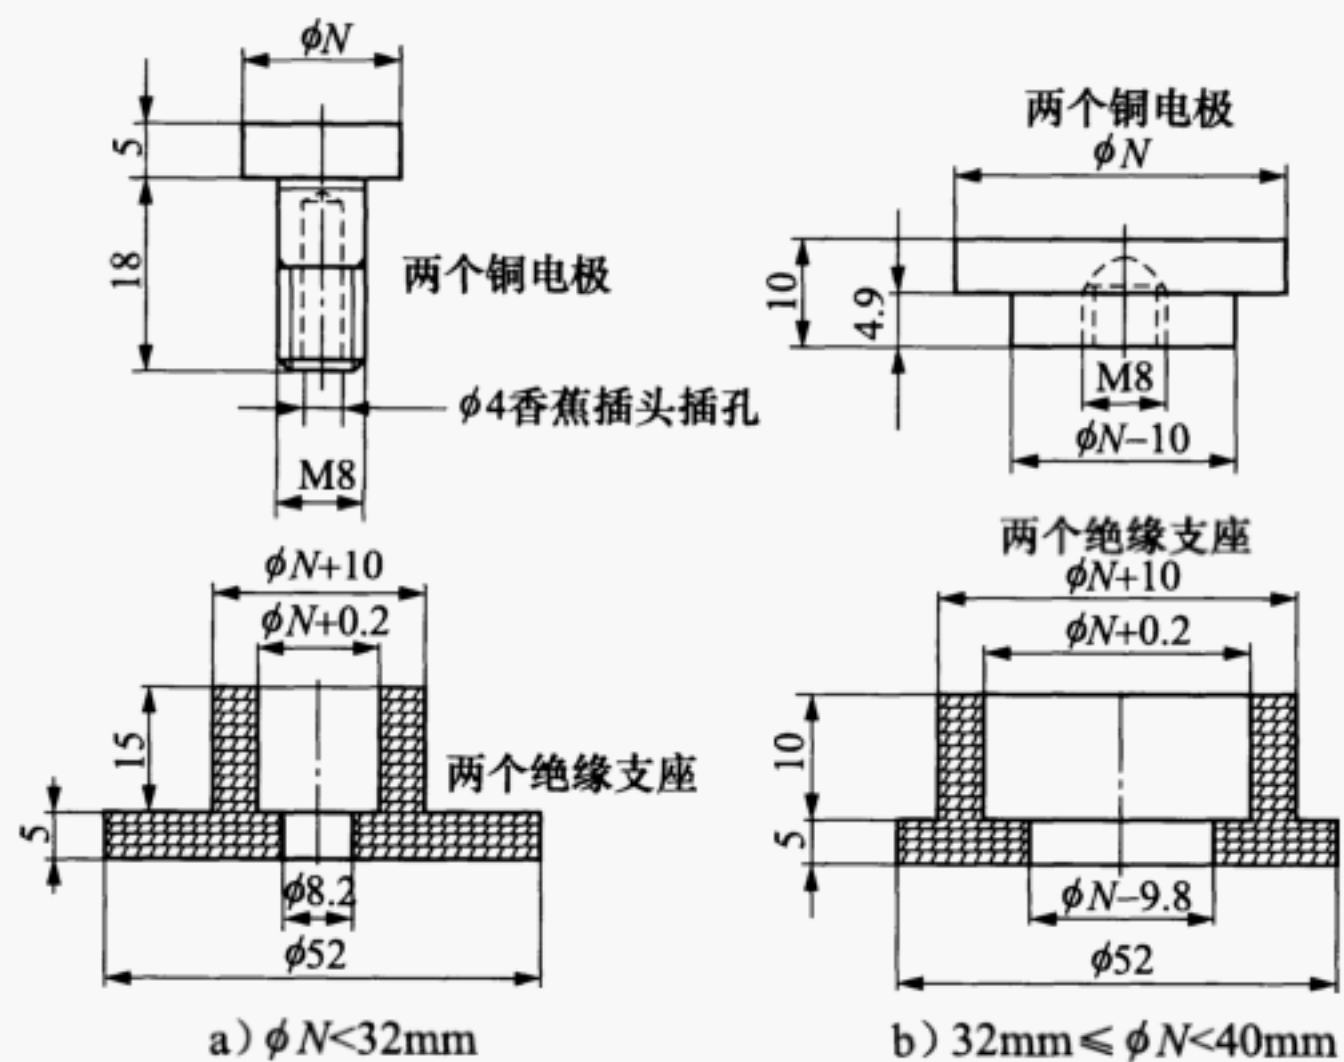 ϕN
5
18
两个铜电极
ϕ4香蕉插头插孔
M8
ϕN+10
ϕN+0.2
15
5
两个绝缘支座
ϕ8.2
ϕ52
a）ϕN<32mm
两个铜电极
ϕN
10
4.9
M8
ϕN−10
两个绝缘支座
ϕN+10
ϕN+0.2
10
5
ϕN−9.8
ϕ52
b）32mm≤ϕN<40mm